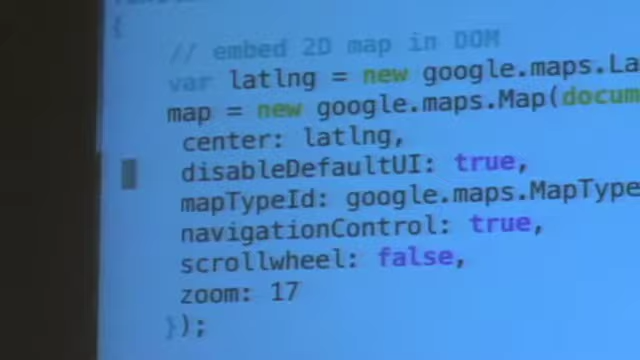 {
// embed 2D map in DOM
var latlng = new google.maps.La
map = new google.maps.Map(docum
center: latlng,
disableDefaultUI: true,
mapTypeId: google.maps.MapType
navigationControl: true,
scrollwheel: false,
zoom: 17
});